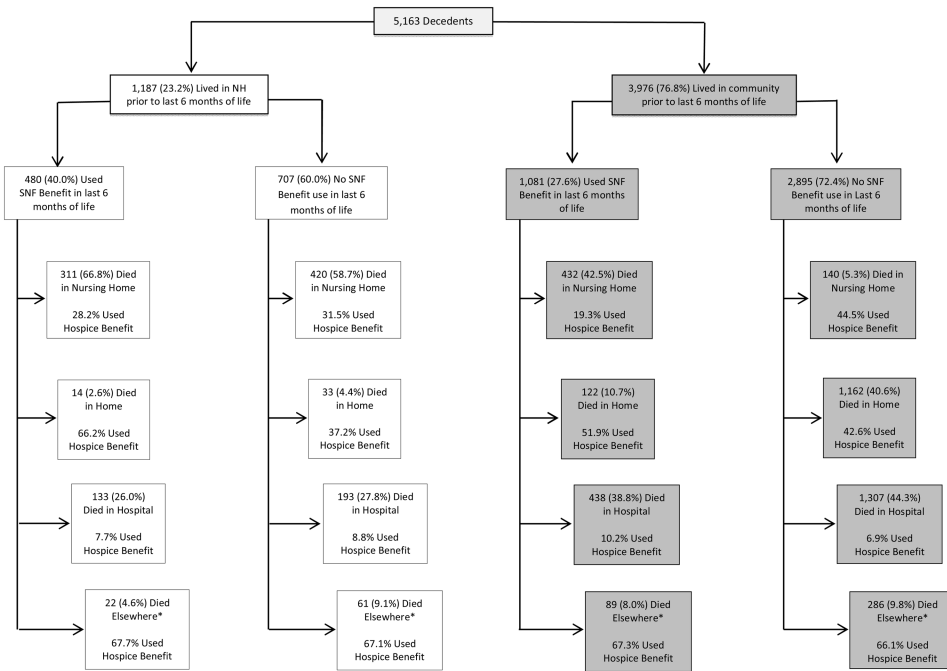 5,163 Decedents
1,187 (23.2%) Lived in NH
prior to last 6 months of life
3,976 (76.8%) Lived in community
prior to last 6 months of life
480 (40.0%) Used
SNF Benefit in last 6
months of life
707 (60.0%) No SNF
Benefit use in last 6
months of life
1,081 (27.6%) Used SNF
Benefit in last 6 months
of life
2,895 (72.4%) No SNF
Benefit use in Last 6
months of life
311 (66.8%) Died
in Nursing Home
28.2% Used
Hospice Benefit
420 (58.7%) Died
in Nursing Home
31.5% Used
Hospice Benefit
432 (42.5%) Died
in Nursing Home
19.3% Used
Hospice Benefit
140 (5.3%) Died in
Nursing Home
44.5% Used
Hospice Benefit
14 (2.6%) Died
in Home
66.2% Used
Hospice Benefit
33 (4.4%) Died
in Home
37.2% Used
Hospice Benefit
122 (10.7%)
Died in Home
51.9% Used
Hospice Benefit
1,162 (40.6%)
Died in Home
42.6% Used
Hospice Benefit
133 (26.0%)
Died in Hospital
7.7% Used
Hospice Benefit
193 (27.8%) Died
in Hospital
8.8% Used
Hospice Benefit
438 (38.8%) Died
in Hospital
10.2% Used
Hospice Benefit
1,307 (44.3%)
Died in Hospital
6.9% Used
Hospice Benefit
22 (4.6%) Died
Elsewhere*
67.7% Used
Hospice Benefit
61 (9.1%) Died
Elsewhere*
67.1% Used
Hospice Benefit
89 (8.0%) Died
Elsewhere*
67.3% Used
Hospice Benefit
286 (9.8%) Died
Elsewhere*
66.1% Used
Hospice Benefit